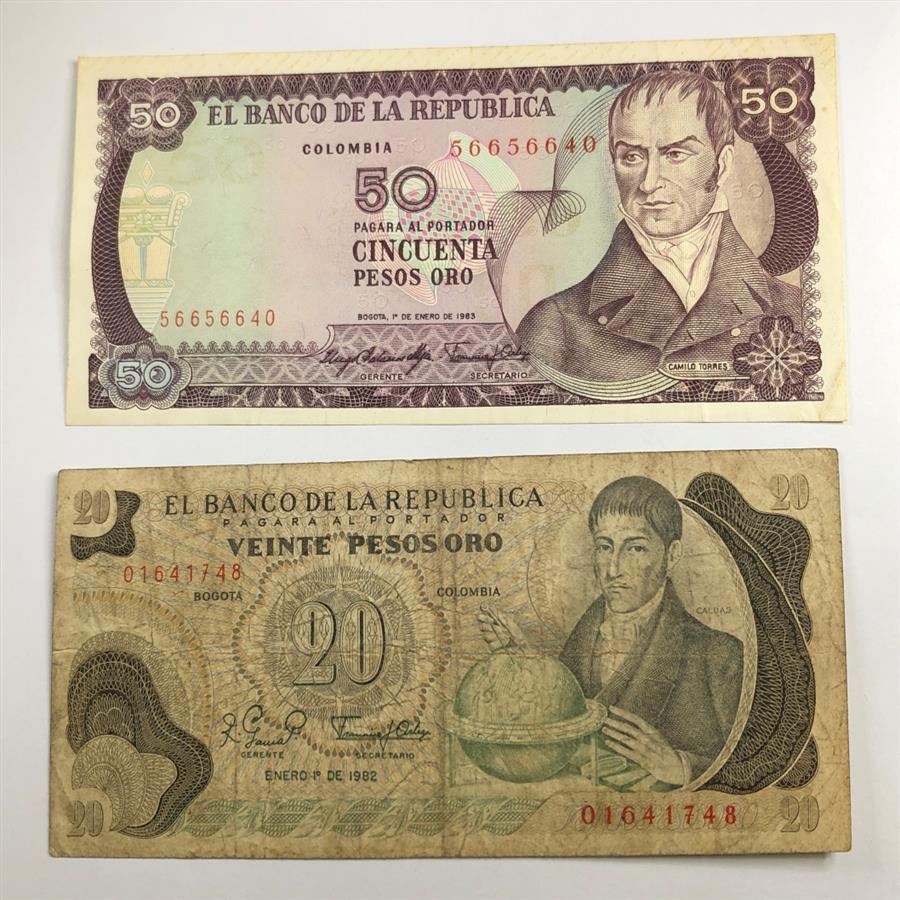 50
50
EL BANCO DE LA REPUBLICA
COLOMBIA 56656640
50
PAGARA AL PORTADOR
CINCUENTA
PESOS ORO
56656640
BOGOTA, 1º DE ENERO DE 1983
GERENTE SECRETARIO
CAMILO TORRES
50
20
20
EL BANCO DE LA REPUBLICA
PAGARA AL PORTADOR
VEINTE PESOS ORO
01641748
BOGOTA COLOMBIA
CALDAS
20
GERENTE SECRETARIO
ENERO 1º DE 1982
20
01641748
20